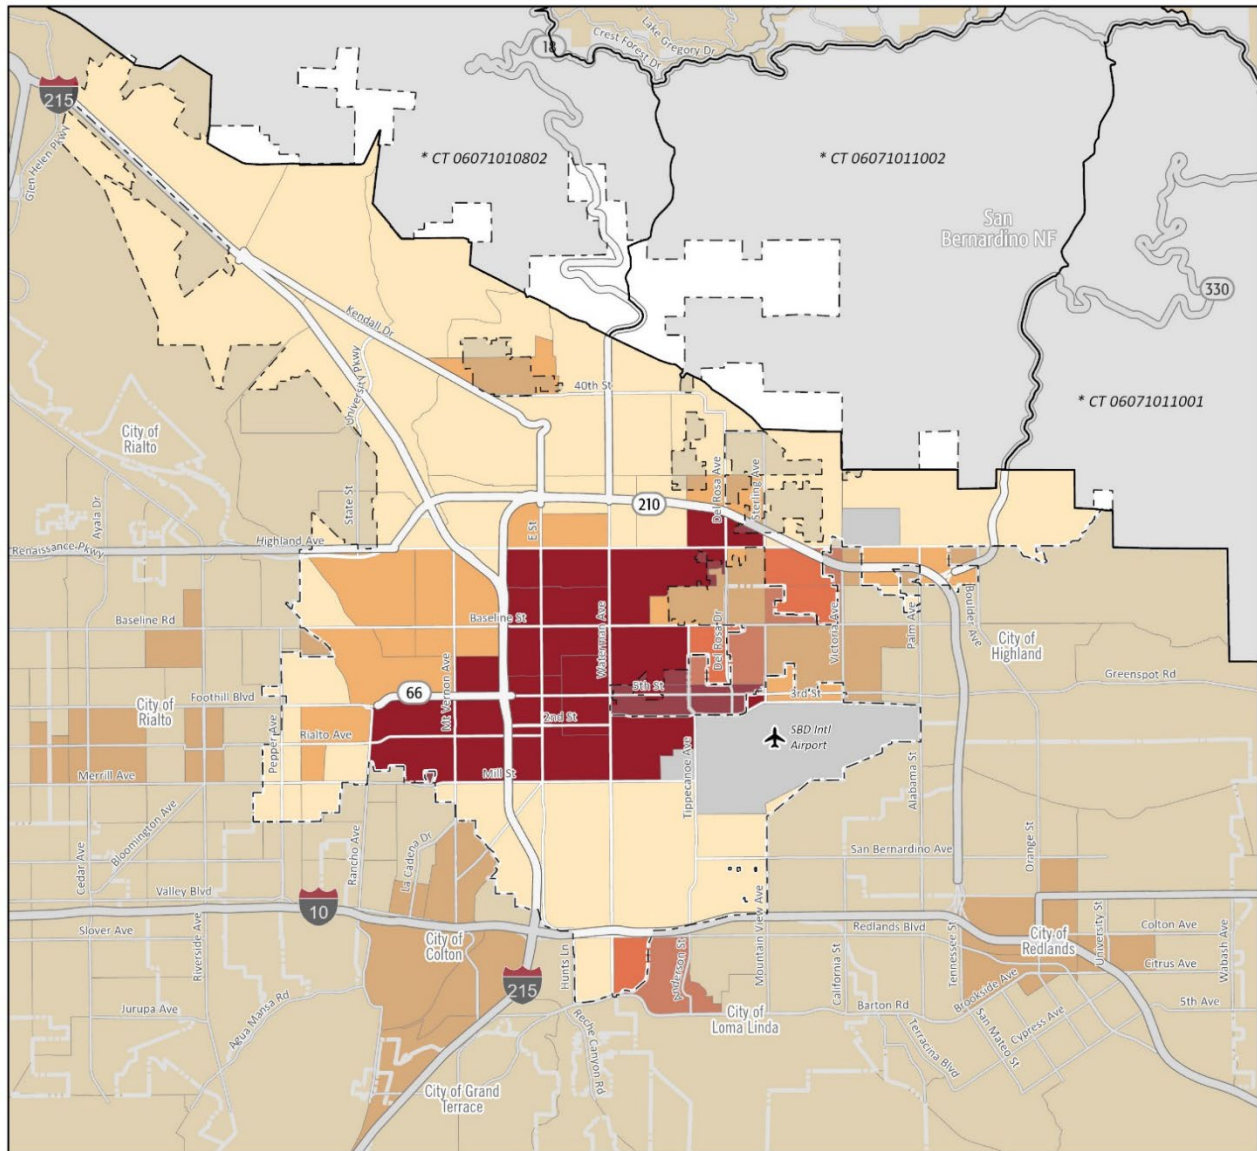 18
Crest Forest Dr
Lake Gregory Dr
215
Glen Helen Pkwy
* CT 06071010802
* CT 06071011002
San
Bernardino NF
330
Kendall Dr
University Pkwy
40th St
* CT 06071011001
City of
Rialto
Ayala Dr
State St
Del Rosa Ave
Sterling Ave
210
E St
Highland Ave
Renaissance Pkwy
Baseline St
Waterman Ave
Baseline Rd
Del Rosa Dr
Victoria Ave
Palm Ave
Boulder Ave
City of
Highland
City of
Rialto
Foothill Blvd
66
Mt Vernon Ave
5th St
3rd St
Greenspot Rd
Pepper Ave
Rialto Ave
2nd St
SBD Intl
Airport
Merrill Ave
Mill St
Tippecanoe Ave
Alabama St
Cedar Ave
Bloomington Ave
Rancho Ave
La Cadena Dr
San Bernardino Ave
Orange St
Valley Blvd
10
Mountain View Ave
Slover Ave
Riverside Ave
City of
Colton
Hunts Ln
Anderson St
Redlands Blvd
California St
Tennessee St
City of
Redlands
University St
Colton Ave
Citrus Ave
Wabash Ave
215
Jurupa Ave
Agua Mansa Rd
Reche Canyon Rd
City of
Loma Linda
Barton Rd
Brookside Ave
5th Ave
Terracina Blvd
San Mateo St
Cypress Ave
City of Grand
Terrace